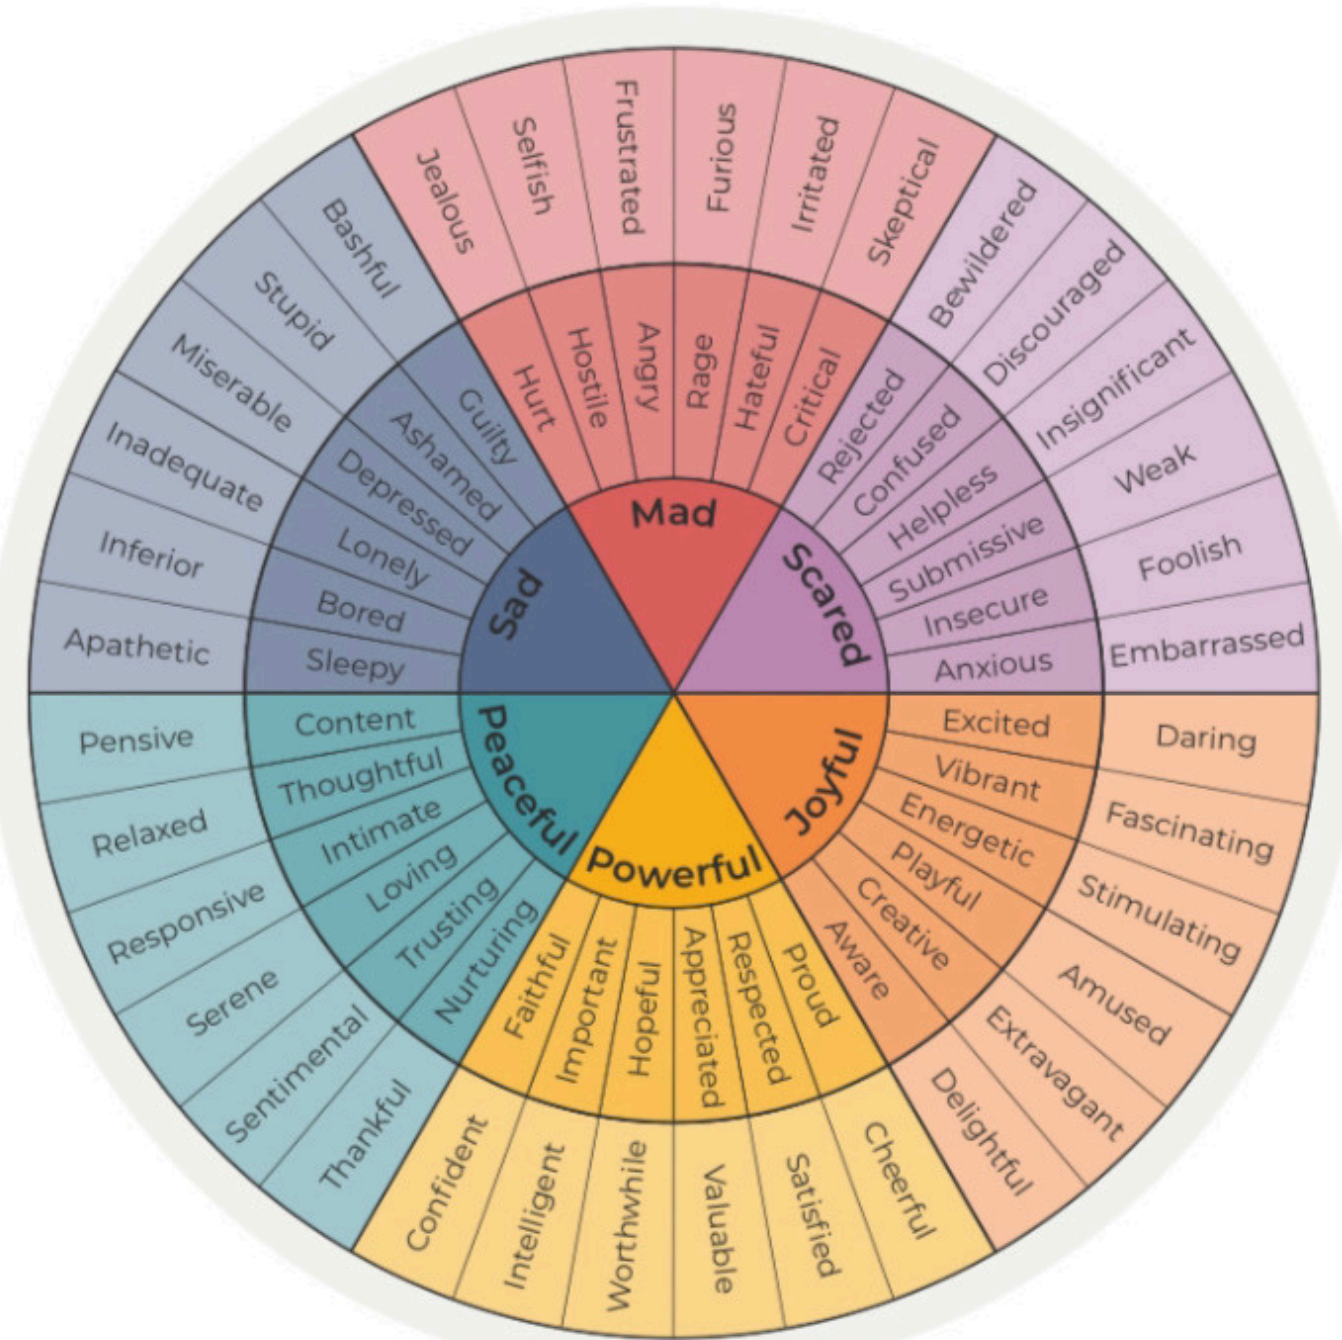 Mad
Scared
Joyful
Powerful
Peaceful
Sad
Hurt
Hostile
Angry
Rage
Hateful
Critical
Rejected
Confused
Helpless
Submissive
Insecure
Anxious
Excited
Vibrant
Energetic
Playful
Creative
Aware
Proud
Respected
Appreciated
Hopeful
Important
Faithful
Nurturing
Trusting
Loving
Intimate
Thoughtful
Content
Sleepy
Bored
Lonely
Depressed
Ashamed
Guilty
Jealous
Selfish
Frustrated
Furious
Irritated
Skeptical
Bewildered
Discouraged
Insignificant
Weak
Foolish
Embarrassed
Daring
Fascinating
Stimulating
Amused
Extravagant
Delightful
Cheerful
Satisfied
Valuable
Worthwhile
Intelligent
Confident
Thankful
Sentimental
Serene
Responsive
Relaxed
Pensive
Apathetic
Inferior
Inadequate
Miserable
Stupid
Bashful